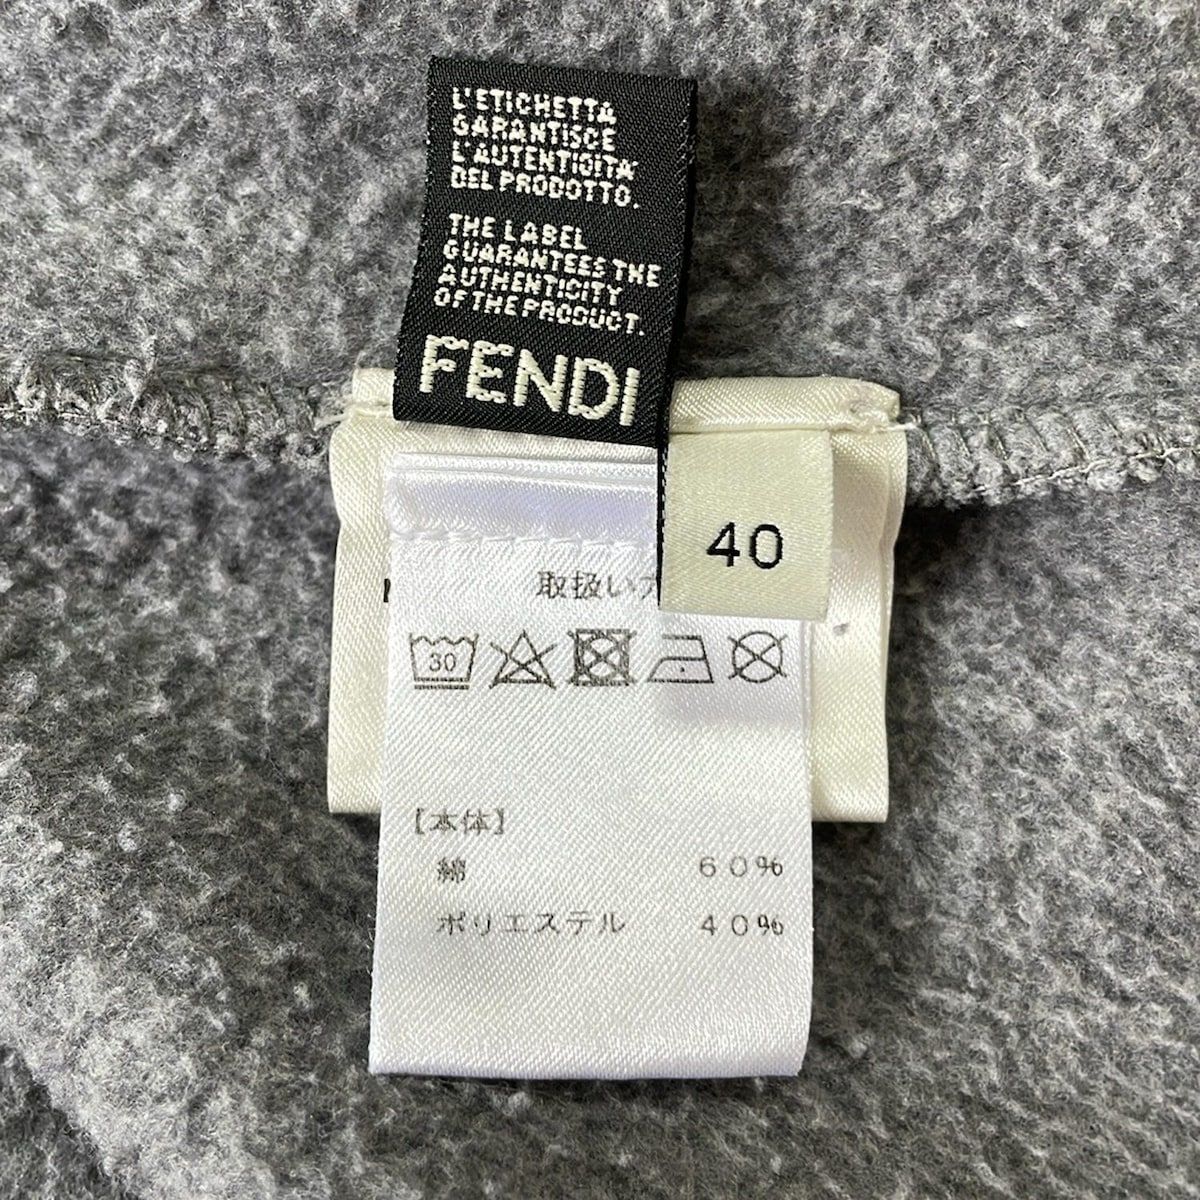 L'ETICHETTA
GARANTISCE
L'AUTENTICITA'
DEL PRODOTTO.
THE LABEL
GUARANTEES THE
AUTHENTICITY
OF THE PRODUCT.
FENDI
40
取扱い
30
【本体】
綿 60%
ポリエステル 40%